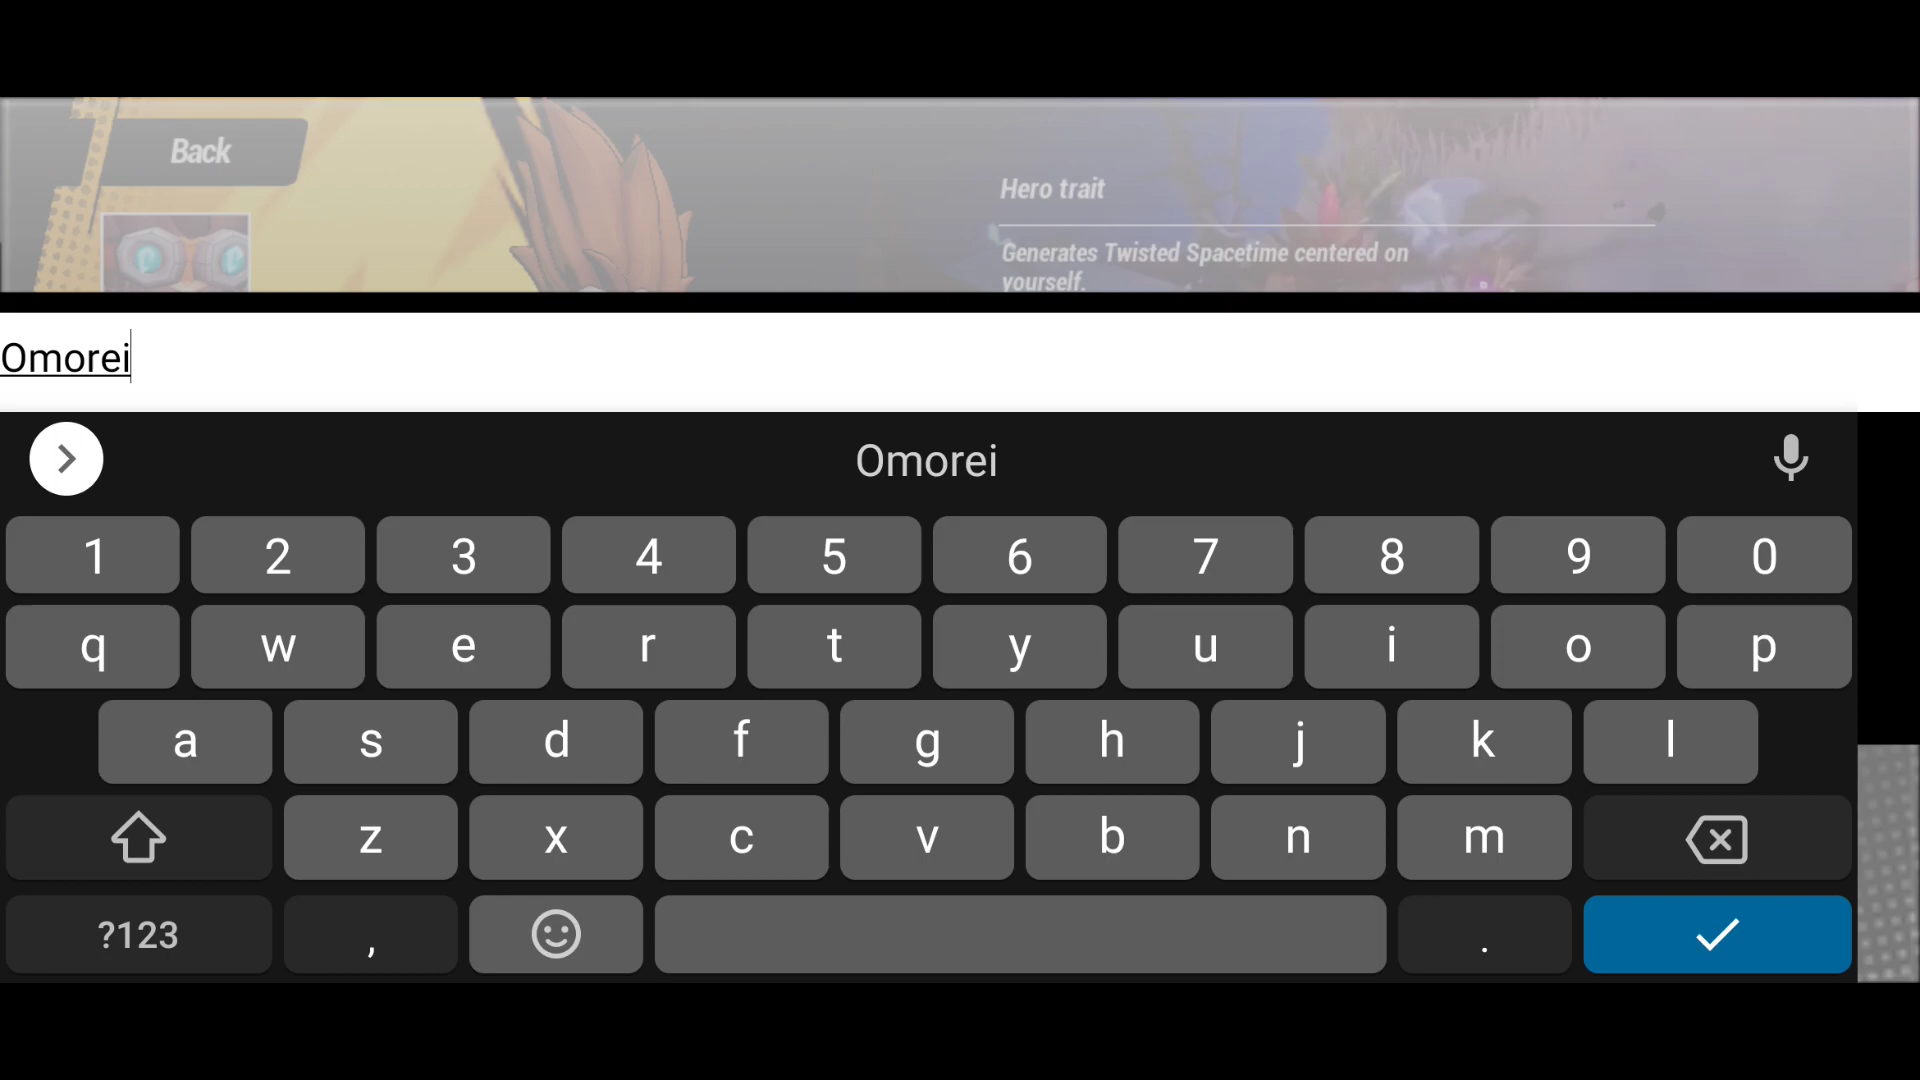 Back
Hero trait
Generates Twisted Spacetime centered on
yourself.
Omorei
Omorei
1 2 3 4 5 6 7 8 9 0
q w e r t y u i o p
a s d f g h j k l
z x c v b n m
?123 , .